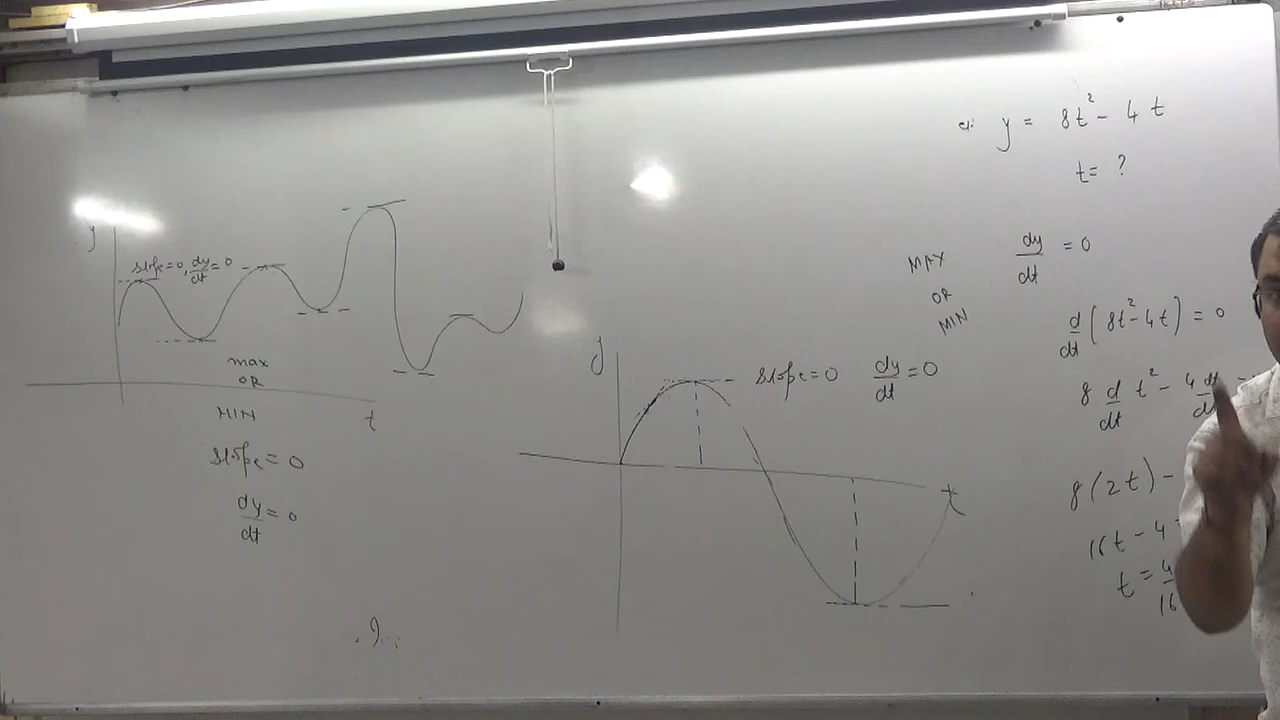 y
slope=0, dy/dt = 0
max
OR
MIN
t
slope = 0
dy/dt = 0
y
slope=0 dy/dt = 0
t
y = 8t² - 4t
t = ?
MAX
OR
MIN
dy/dt = 0
d/dt (8t² - 4t) = 0
8 d/dt t² - 4 dt/d
8(2t) -
16t - 4
t = 4/16